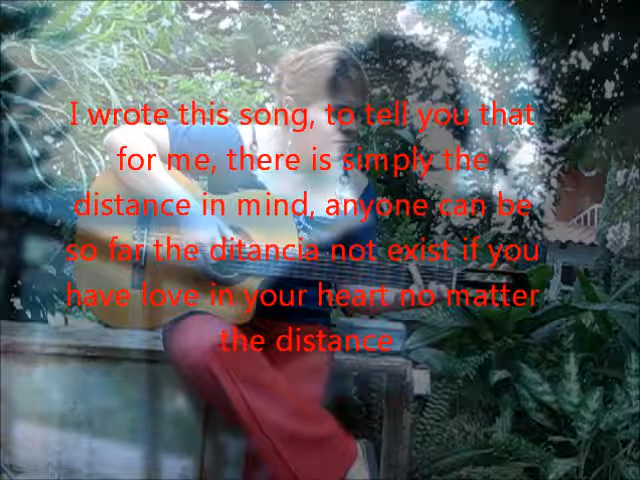 I wrote this song, to tell you that
for me, there is simply the
distance in mind, anyone can be
so far the ditancia not exist if you
have love in your heart no matter
the distance